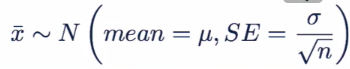 x̄ ~ N(mean = μ, SE = σ/√n)